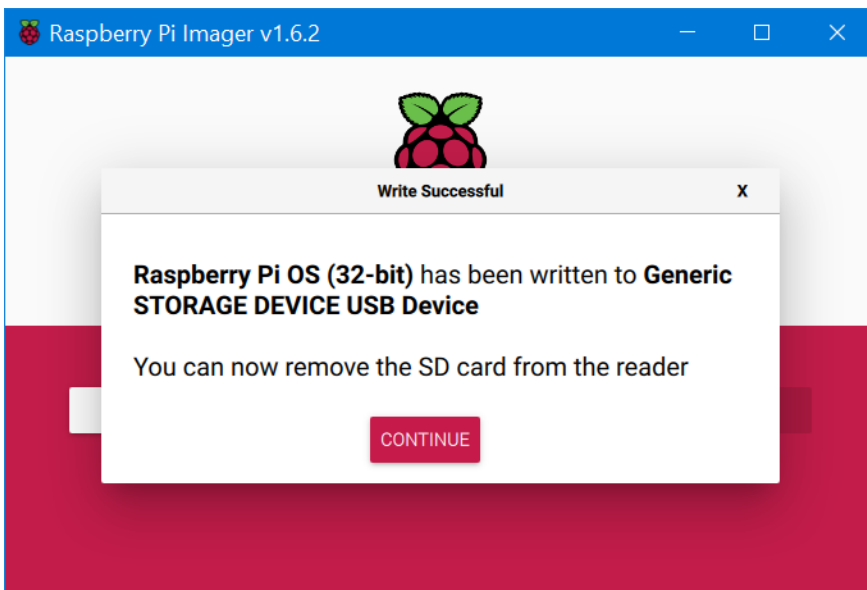 Raspberry Pi Imager v1.6.2
Write Successful
X
Raspberry Pi OS (32-bit) has been written to Generic
STORAGE DEVICE USB Device
You can now remove the SD card from the reader
CONTINUE